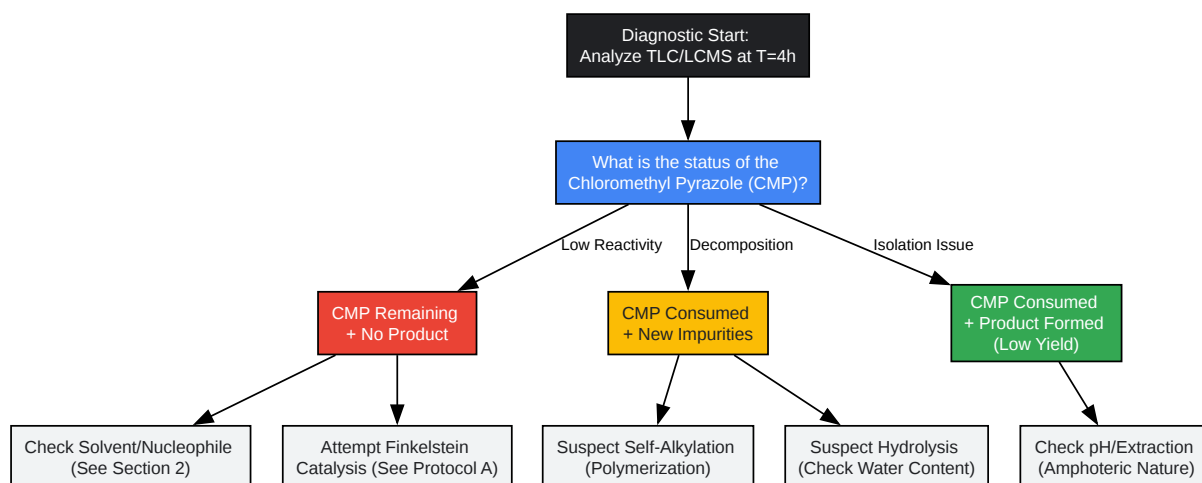 Diagnostic Start:
Analyze TLC/LCMS at T=4h
What is the status of the
Chloromethyl Pyrazole (CMP)?
Low Reactivity
Decomposition
Isolation Issue
CMP Remaining
+ No Product
CMP Consumed
+ New Impurities
CMP Consumed
+ Product Formed
(Low Yield)
Check Solvent/Nucleophile
(See Section 2)
Attempt Finkelstein
Catalysis (See Protocol A)
Suspect Self-Alkylation
(Polymerization)
Suspect Hydrolysis
(Check Water Content)
Check pH/Extraction
(Amphoteric Nature)